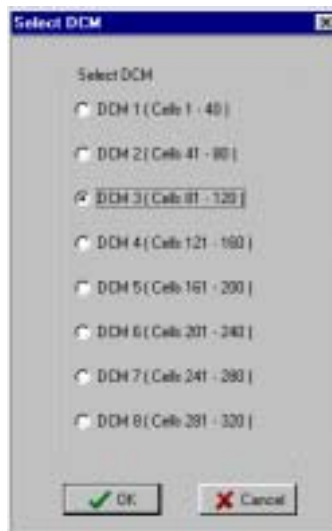 Select DCM
Select DCM
DCM 1 ( Cells 1 - 40 )
DCM 2 ( Cells 41 - 80 )
DCM 3 ( Cells 81 - 120 )
DCM 4 ( Cells 121 - 160 )
DCM 5 ( Cells 161 - 200 )
DCM 6 ( Cells 201 - 240 )
DCM 7 ( Cells 241 - 280 )
DCM 8 ( Cells 281 - 320 )
OK Cancel